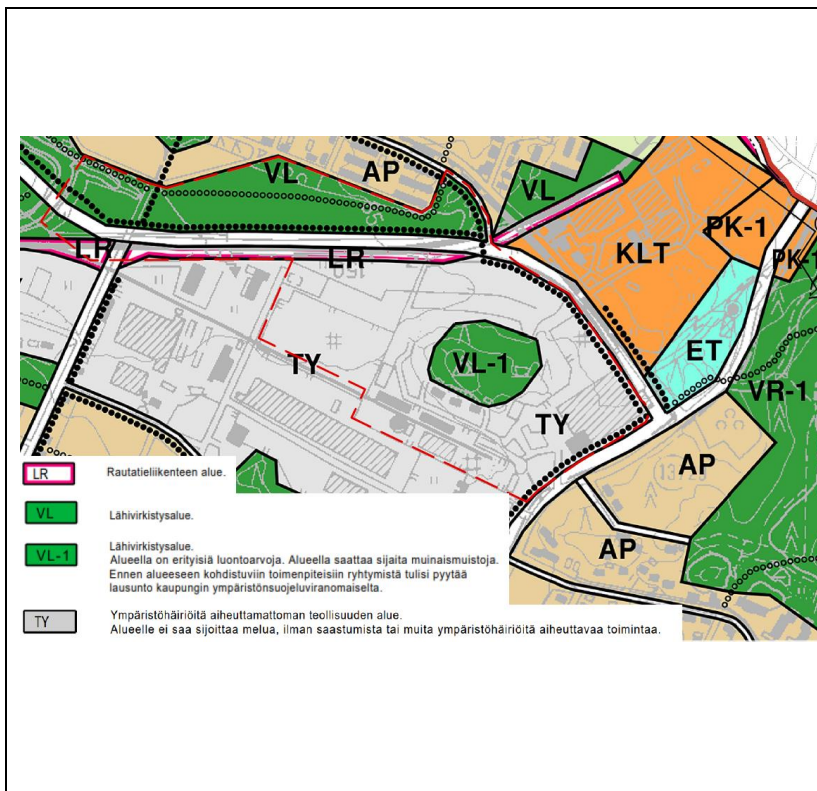 VL
AP
VL
KLT
PK-1
PK-1
LR
LR
TY
VL-1
ET
VR-1
TY
AP
AP
LR
Rautatieliikenteen alue.
VL
Lähivirkistysalue.
VL-1
Lähivirkistysalue.
Alueella on erityisiä luontoarvoja. Alueella saattaa sijaita muinaismuistoja.
Ennen alueeseen kohdistuviin toimenpiteisiin ryhtymistä tulisi pyytää
lausunto kaupungin ympäristönsuojeluviranomaiselta.
TY
Ympäristöhäiriöitä aiheuttamattoman teollisuuden alue.
Alueelle ei saa sijoittaa melua, ilman saastumista tai muita ympäristöhäiriöitä aiheuttavaa toimintaa.